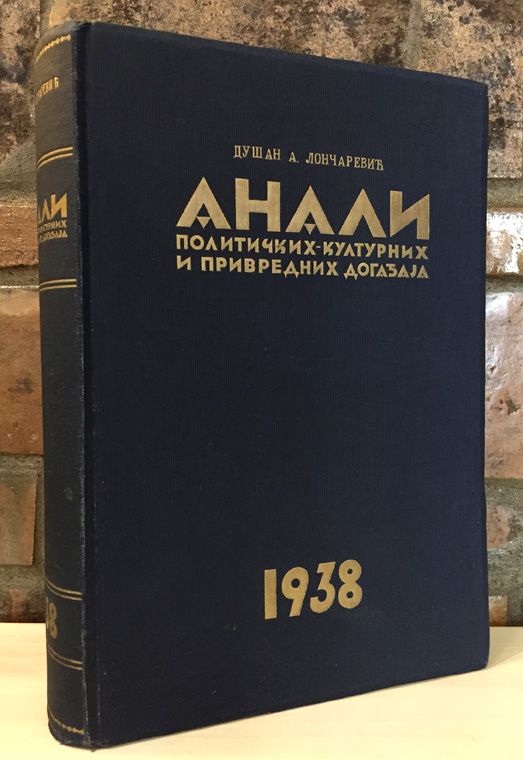 ДУШАН А. ЛОНЧАРЕВИЋ
АНАЛИ
ПОЛИТИЧКИХ-КУЛТУРНИХ
И ПРИВРЕДНИХ ДОГАЂАЈА
1938